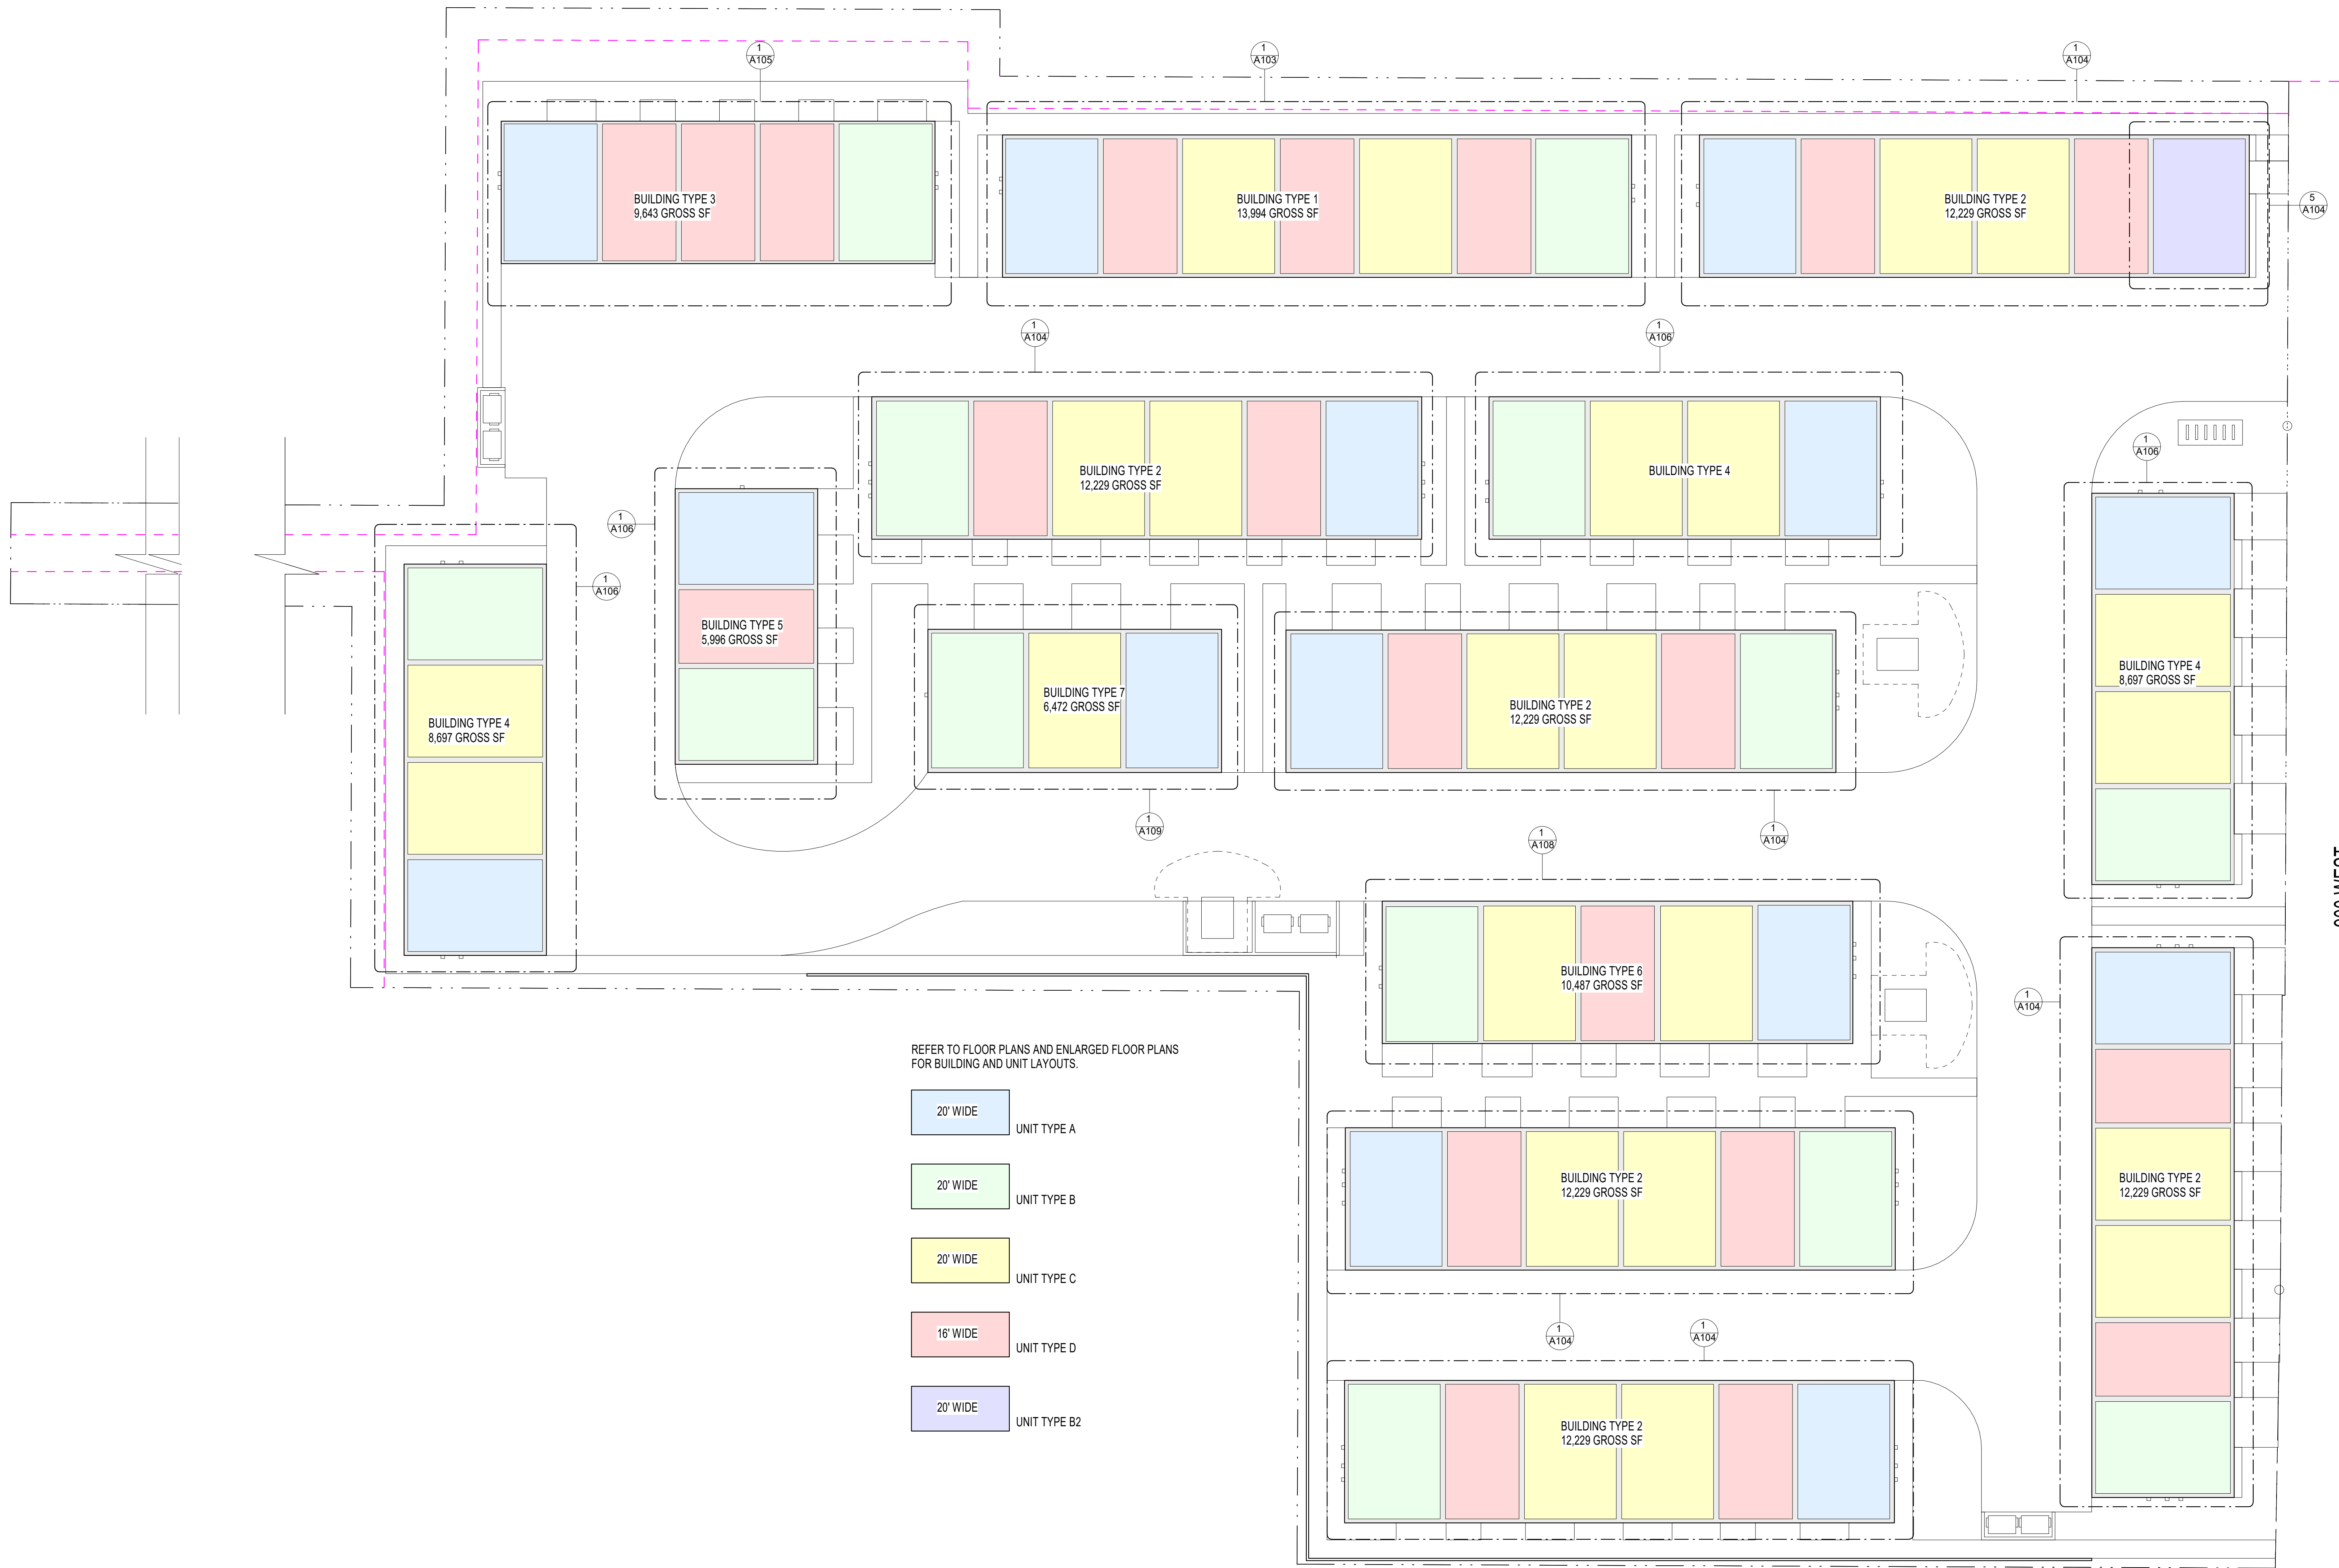 1
A105
1
A103
1
A104
BUILDING TYPE 3
9,643 GROSS SF
BUILDING TYPE 1
13,994 GROSS SF
BUILDING TYPE 2
12,229 GROSS SF
5
A104
1
A104
1
A106
BUILDING TYPE 2
12,229 GROSS SF
BUILDING TYPE 4
1
A106
1
A106
1
A106
BUILDING TYPE 5
5,996 GROSS SF
BUILDING TYPE 7
6,472 GROSS SF
BUILDING TYPE 2
12,229 GROSS SF
BUILDING TYPE 4
8,697 GROSS SF
BUILDING TYPE 4
8,697 GROSS SF
1
A109
1
A104
1
A108
BUILDING TYPE 6
10,487 GROSS SF
1
A104
REFER TO FLOOR PLANS AND ENLARGED FLOOR PLANS
FOR BUILDING AND UNIT LAYOUTS.
20' WIDE
UNIT TYPE A
20' WIDE
UNIT TYPE B
20' WIDE
UNIT TYPE C
16' WIDE
UNIT TYPE D
20' WIDE
UNIT TYPE B2
BUILDING TYPE 2
12,229 GROSS SF
BUILDING TYPE 2
12,229 GROSS SF
1
A104
1
A104
BUILDING TYPE 2
12,229 GROSS SF
WEST